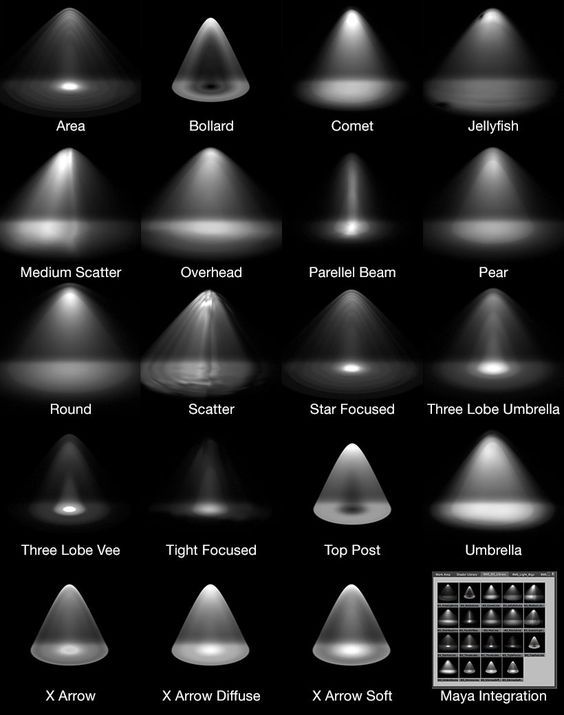 Area
Bollard
Comet
Jellyfish
Medium Scatter
Overhead
Parellel Beam
Pear
Round
Scatter
Star Focused
Three Lobe Umbrella
Three Lobe Vee
Tight Focused
Top Post
Umbrella
X Arrow
X Arrow Diffuse
X Arrow Soft
Maya Integration